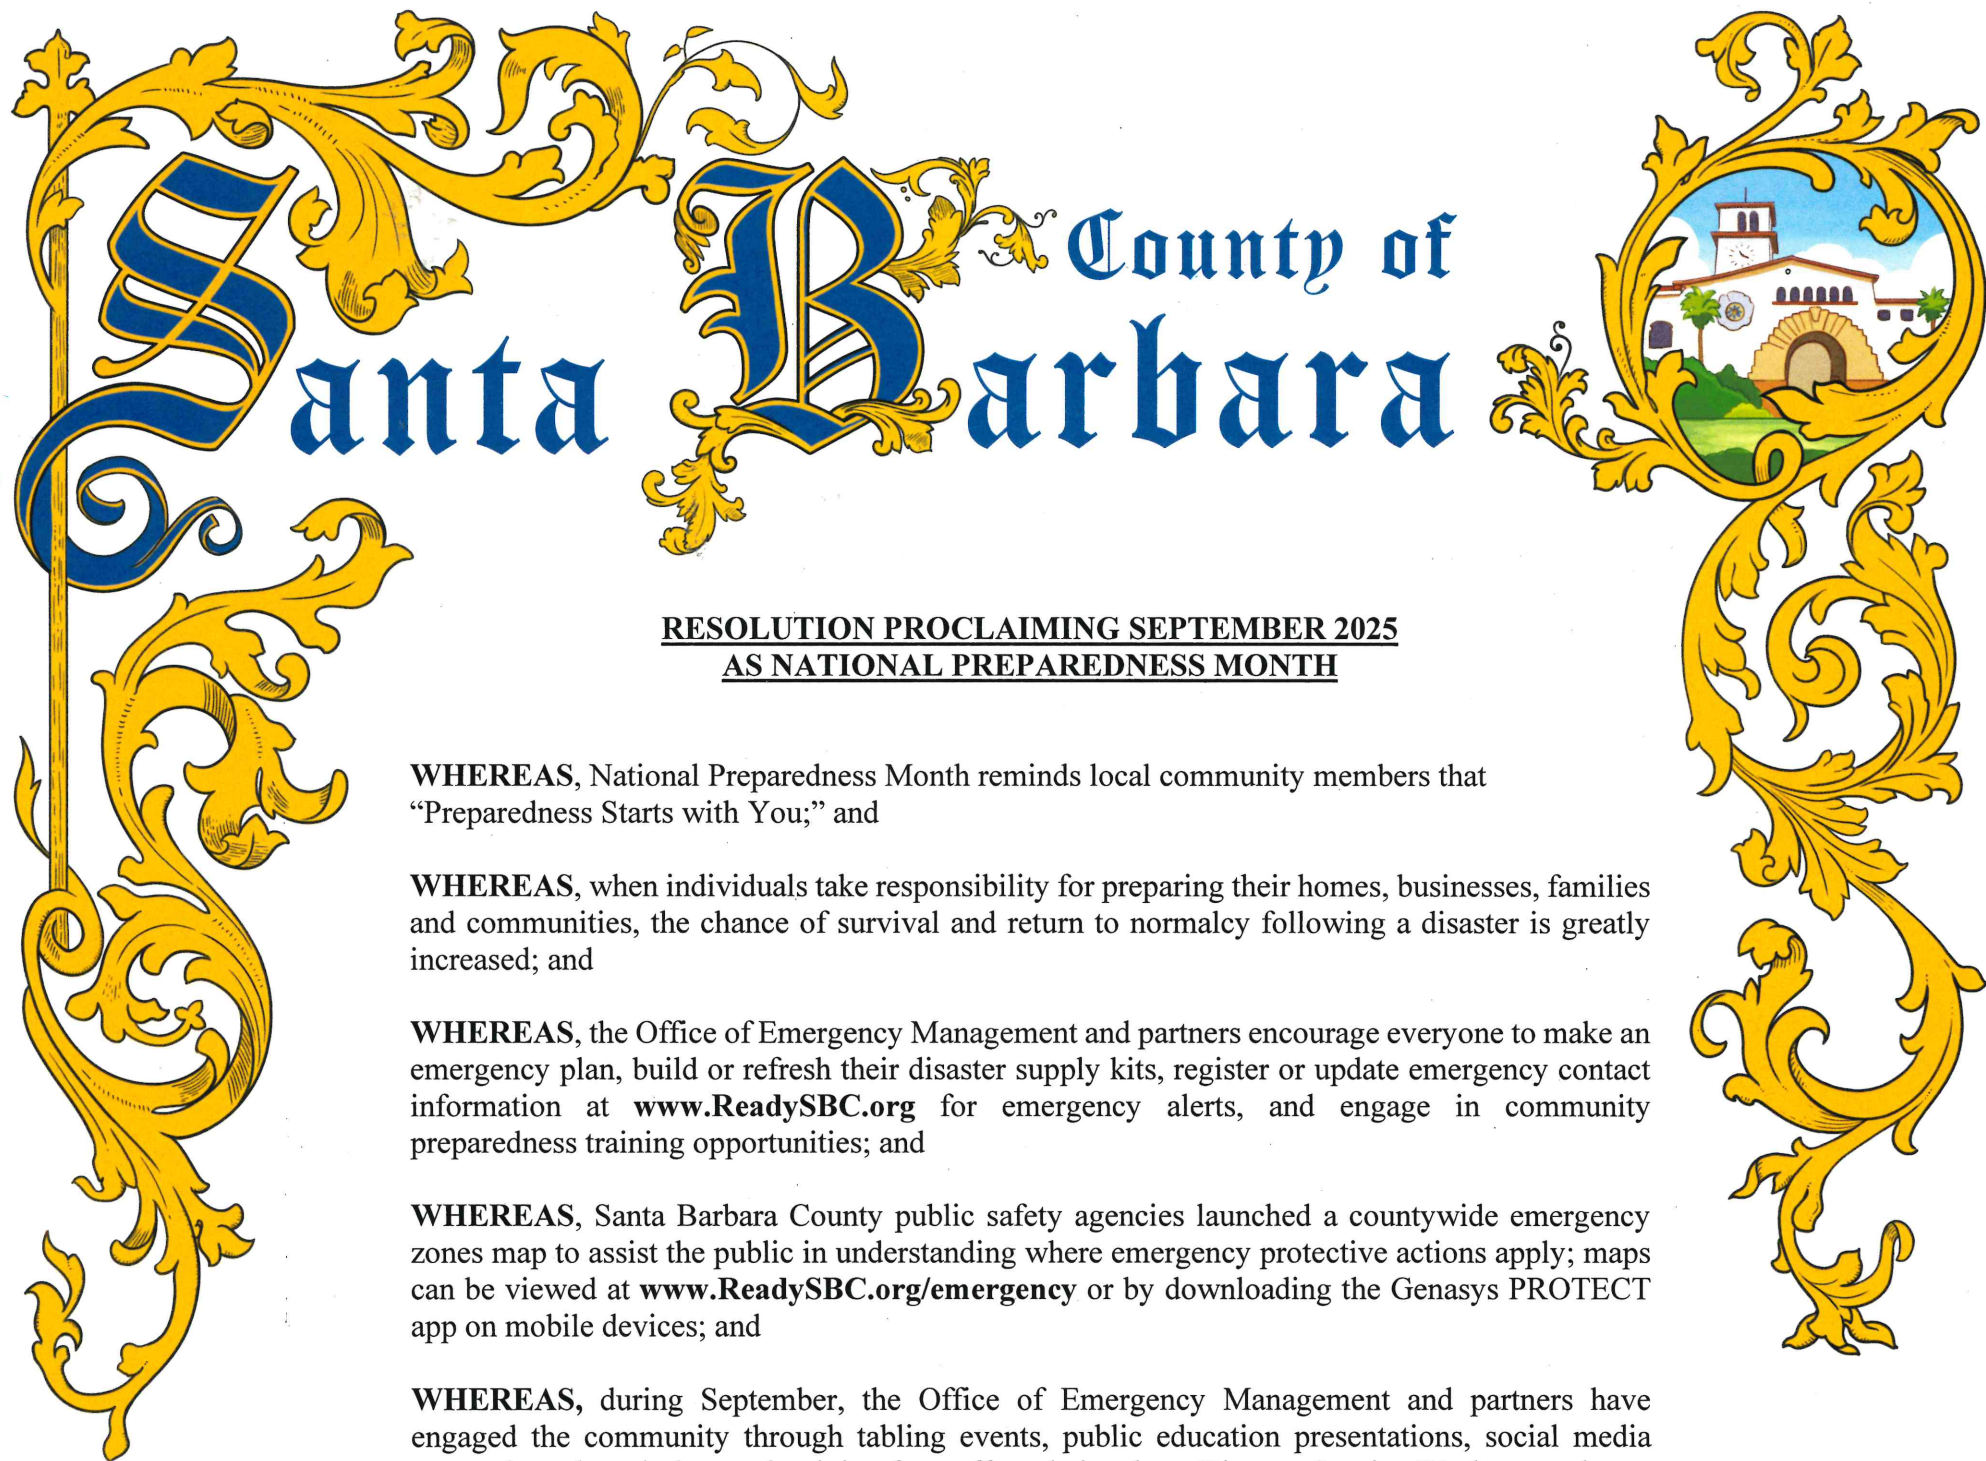 County of
Santa Barbara
RESOLUTION PROCLAIMING SEPTEMBER 2025
AS NATIONAL PREPAREDNESS MONTH
WHEREAS, National Preparedness Month reminds local community members that
“Preparedness Starts with You;” and
WHEREAS, when individuals take responsibility for preparing their homes, businesses, families
and communities, the chance of survival and return to normalcy following a disaster is greatly
increased; and
WHEREAS, the Office of Emergency Management and partners encourage everyone to make an
emergency plan, build or refresh their disaster supply kits, register or update emergency contact
information at www.ReadySBC.org for emergency alerts, and engage in community
preparedness training opportunities; and
WHEREAS, Santa Barbara County public safety agencies launched a countywide emergency
zones map to assist the public in understanding where emergency protective actions apply; maps
can be viewed at www.ReadySBC.org/emergency or by downloading the Genasys PROTECT
app on mobile devices; and
WHEREAS, during September, the Office of Emergency Management and partners have
engaged the community through tabling events, public education presentations, social media